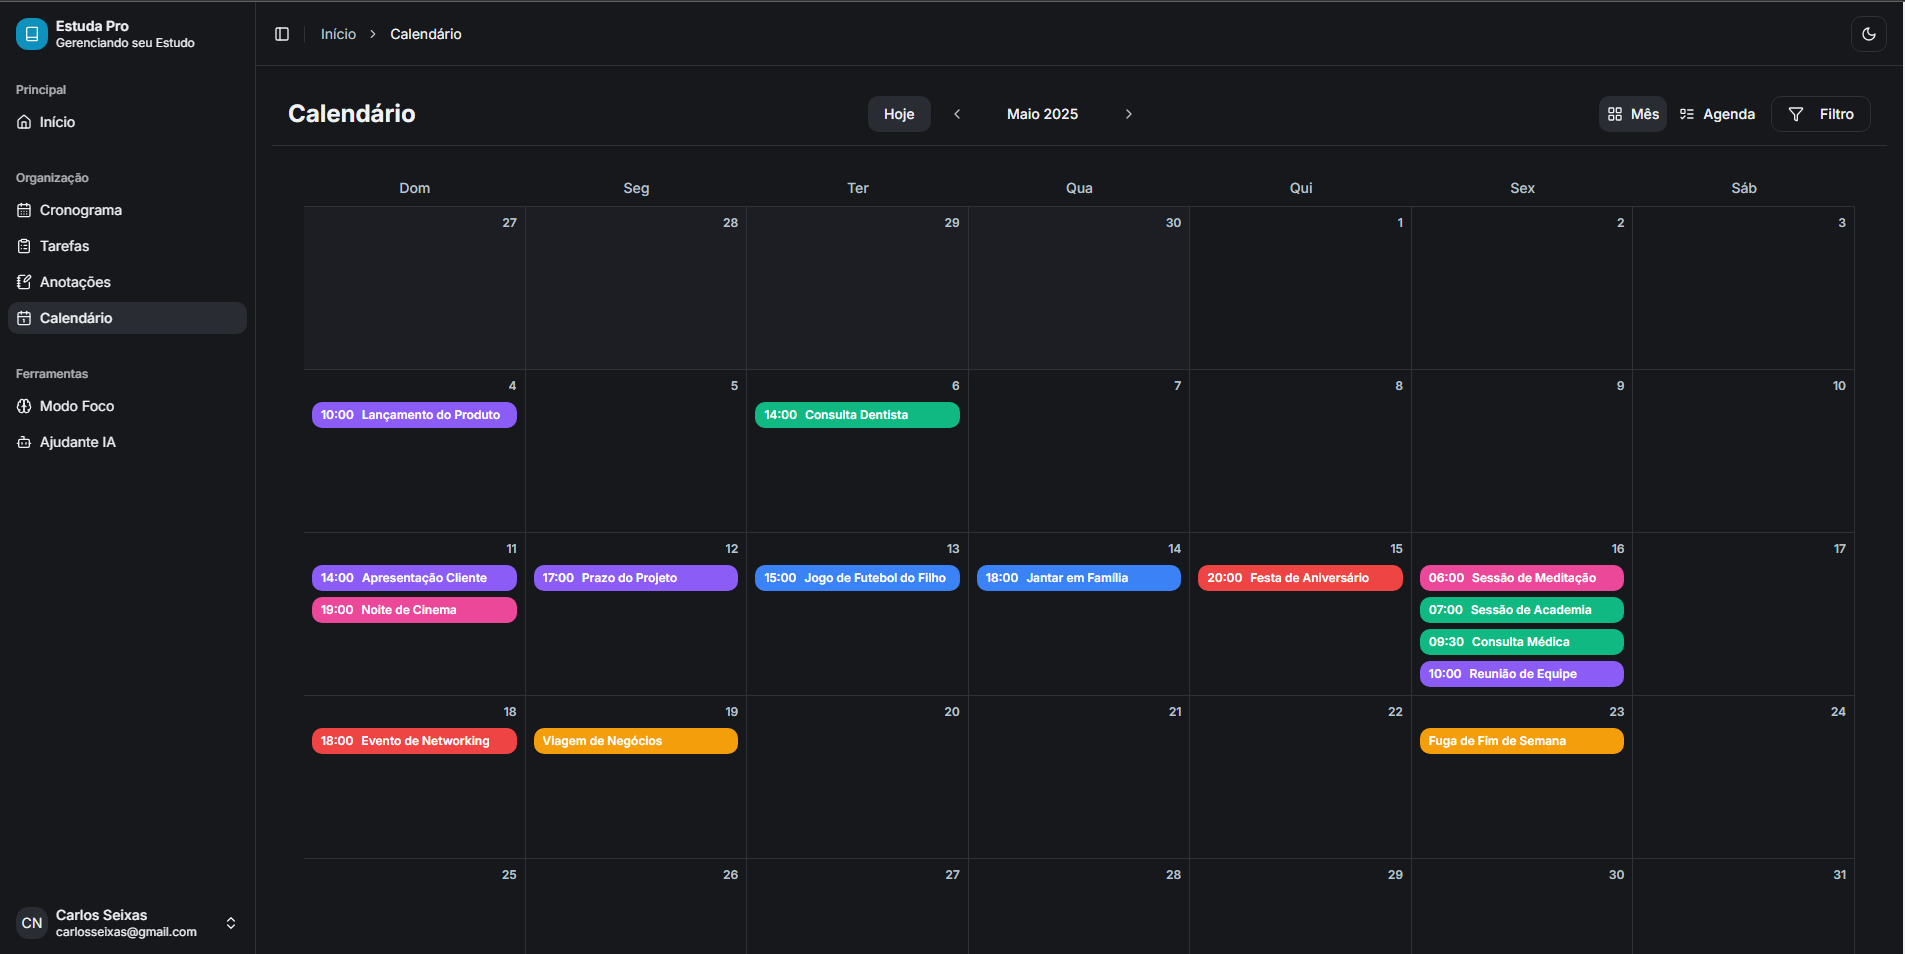 Estuda Pro
Gerenciando seu Estudo
Principal
Início
Organização
Cronograma
Tarefas
Anotações
Calendário
Ferramentas
Modo Foco
Ajudante IA
CN
Carlos Seixas
carlosseixas@gmail.com
Início > Calendário
Calendário
Hoje < Maio 2025 >
Mês Agenda Filtro
Dom Seg Ter Qua Qui Sex Sáb
27 28 29 30 1 2 3
4 5 6 7 8 9 10
10:00 Lançamento do Produto
14:00 Consulta Dentista
11 12 13 14 15 16 17
14:00 Apresentação Cliente
19:00 Noite de Cinema
17:00 Prazo do Projeto
15:00 Jogo de Futebol do Filho
18:00 Jantar em Família
20:00 Festa de Aniversário
06:00 Sessão de Meditação
07:00 Sessão de Academia
09:30 Consulta Médica
10:00 Reunião de Equipe
18 19 20 21 22 23 24
18:00 Evento de Networking
Viagem de Negócios
Fuga de Fim de Semana
25 26 27 28 29 30 31